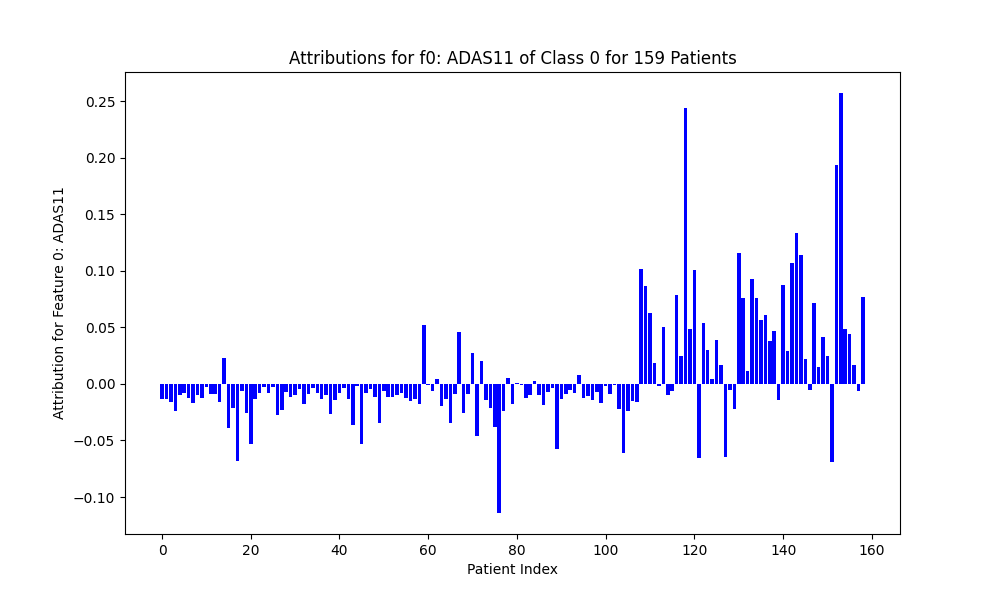 Attributions for f0: ADAS11 of Class 0 for 159 Patients
Attribution for Feature 0: ADAS11
0.25
0.20
0.15
0.10
0.05
0.00
−0.05
−0.10
0 20 40 60 80 100 120 140 160
Patient Index